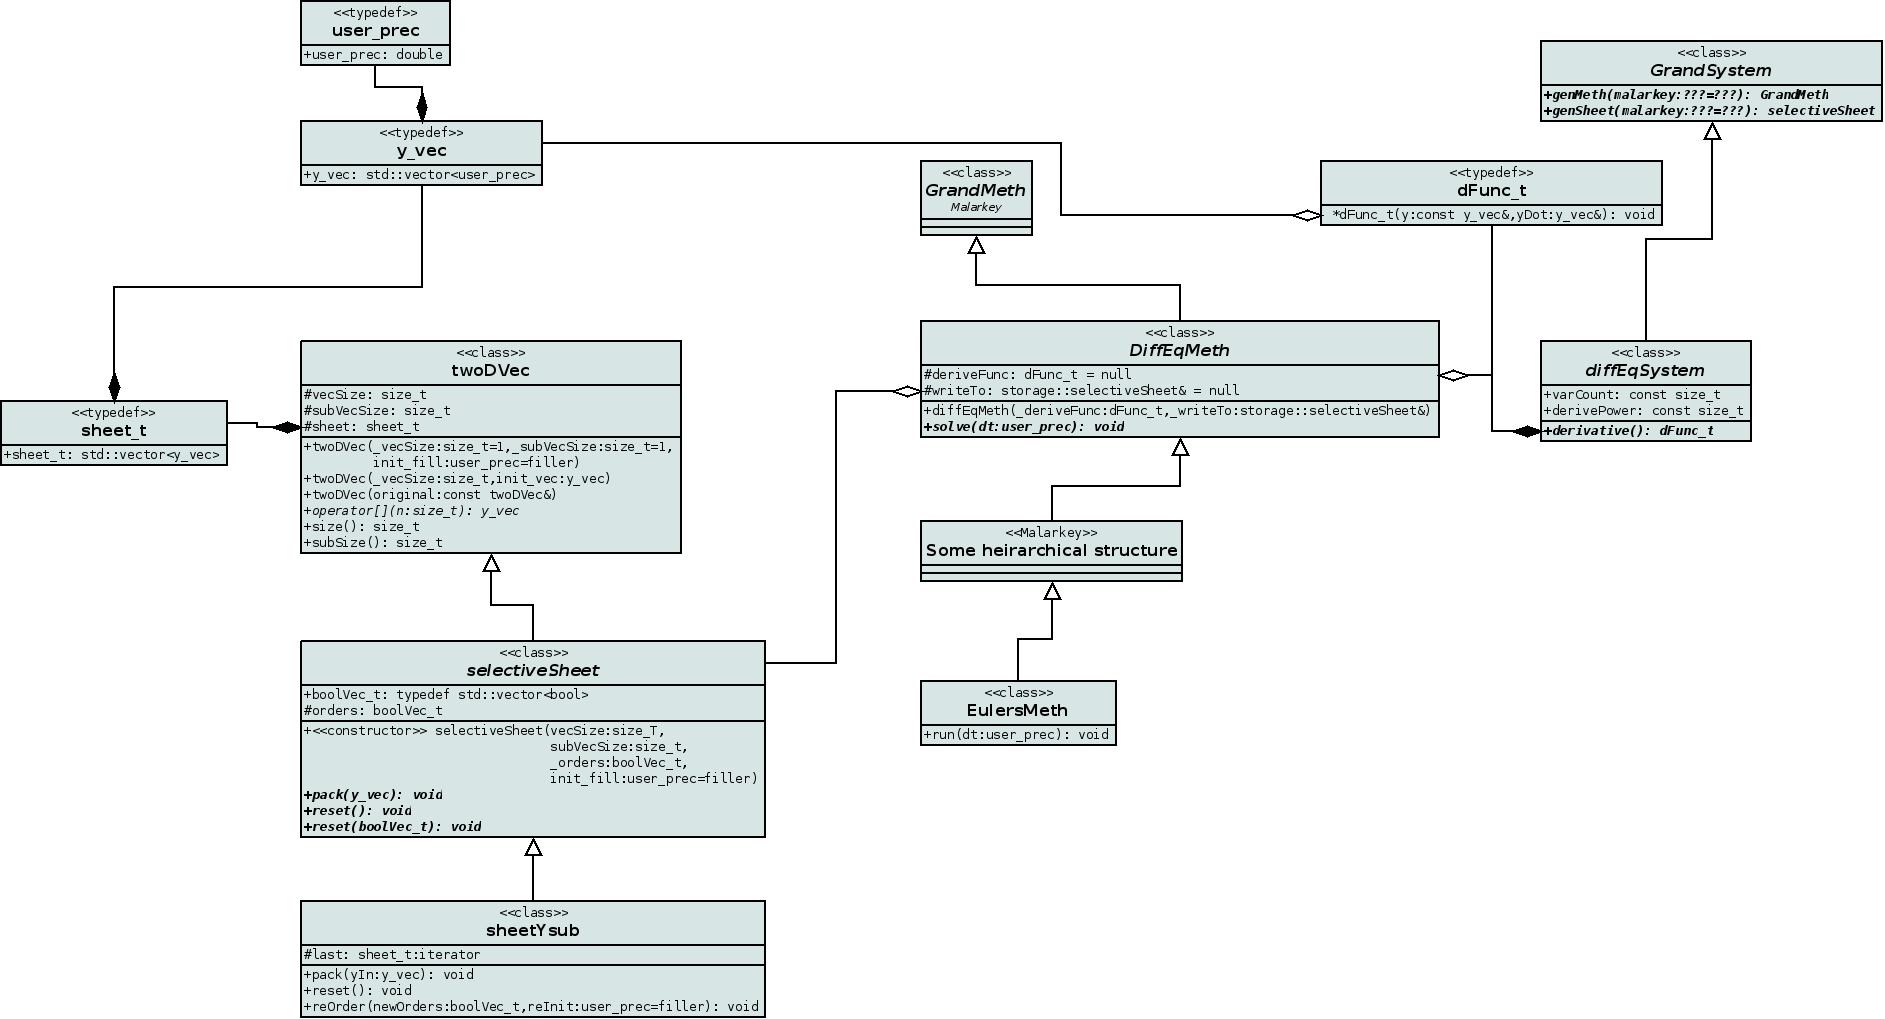 <<typedef>>
user_prec
+user_prec: double
<<typedef>>
y_vec
+y_vec: std::vector<user_prec>
<<class>>
GrandSystem
+genMeth(malarkey:???=???): GrandMeth
+genSheet(malarkey:???=???): selectiveSheet
<<class>>
GrandMeth
Malarkey
<<typedef>>
dFunc_t
*dFunc_t(y:const y_vec&,yDot:y_vec&): void
<<typedef>>
sheet_t
+sheet_t: std::vector<y_vec>
<<class>>
twoDVec
#vecSize: size_t
#subVecSize: size_t
#sheet: sheet_t
+twoDVec(_vecSize:size_t=1,_subVecSize:size_t=1,
init_fill:user_prec=filler)
+twoDVec(_vecSize:size_t,init_vec:y_vec)
+twoDVec(original:const twoDVec&)
+operator[](n:size_t): y_vec
+size(): size_t
+subSize(): size_t
<<class>>
DiffEqMeth
#deriveFunc: dFunc_t = null
#writeTo: storage::selectiveSheet& = null
+diffEqMeth(_deriveFunc:dFunc_t,_writeTo:storage::selectiveSheet&)
+solve(dt:user_prec): void
<<class>>
diffEqSystem
+varCount: const size_t
+derivePower: const size_t
+derivative(): dFunc_t
<<Malarkey>>
Some heirarchical structure
<<class>>
selectiveSheet
+boolVec_t: typedef std::vector<bool>
#orders: boolVec_t
+<<constructor>> selectiveSheet(vecSize:size_T,
subVecSize:size_t,
_orders:boolVec_t,
init_fill:user_prec=filler)
+pack(y_vec): void
+reset(): void
+reset(boolVec_t): void
<<class>>
EulersMeth
+run(dt:user_prec): void
<<class>>
sheetYsub
#last: sheet_t:iterator
+pack(yIn:y_vec): void
+reset(): void
+reOrder(newOrders:boolVec_t,reInit:user_prec=filler): void